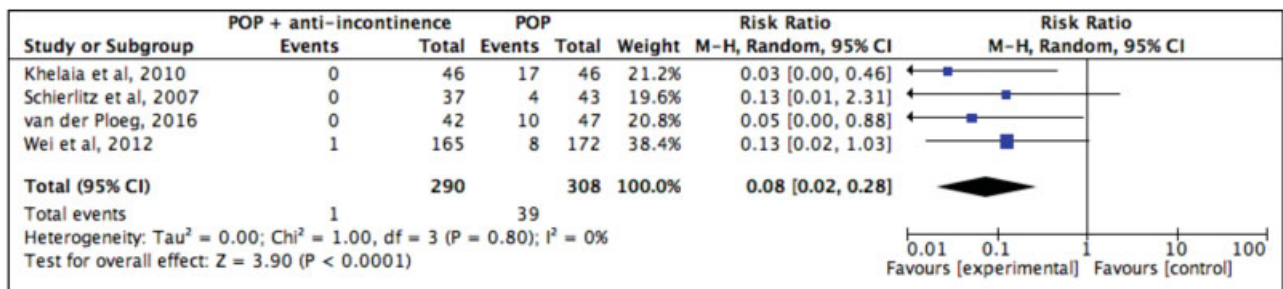 POP + anti-incontinence POP Risk Ratio Risk Ratio
Study or Subgroup Events Total Events Total Weight M-H, Random, 95% CI M-H, Random, 95% CI
Khelaia et al, 2010 0 46 17 46 21.2% 0.03 [0.00, 0.46]
Schierlitz et al, 2007 0 37 4 43 19.6% 0.13 [0.01, 2.31]
van der Ploeg, 2016 0 42 10 47 20.8% 0.05 [0.00, 0.88]
Wei et al, 2012 1 165 8 172 38.4% 0.13 [0.02, 1.03]
Total (95% CI) 290 308 100.0% 0.08 [0.02, 0.28]
Total events 1 39
Heterogeneity: Tau² = 0.00; Chi² = 1.00, df = 3 (P = 0.80); I² = 0%
Test for overall effect: Z = 3.90 (P < 0.0001)
0.01 0.1 1 10 100
Favours [experimental] Favours [control]